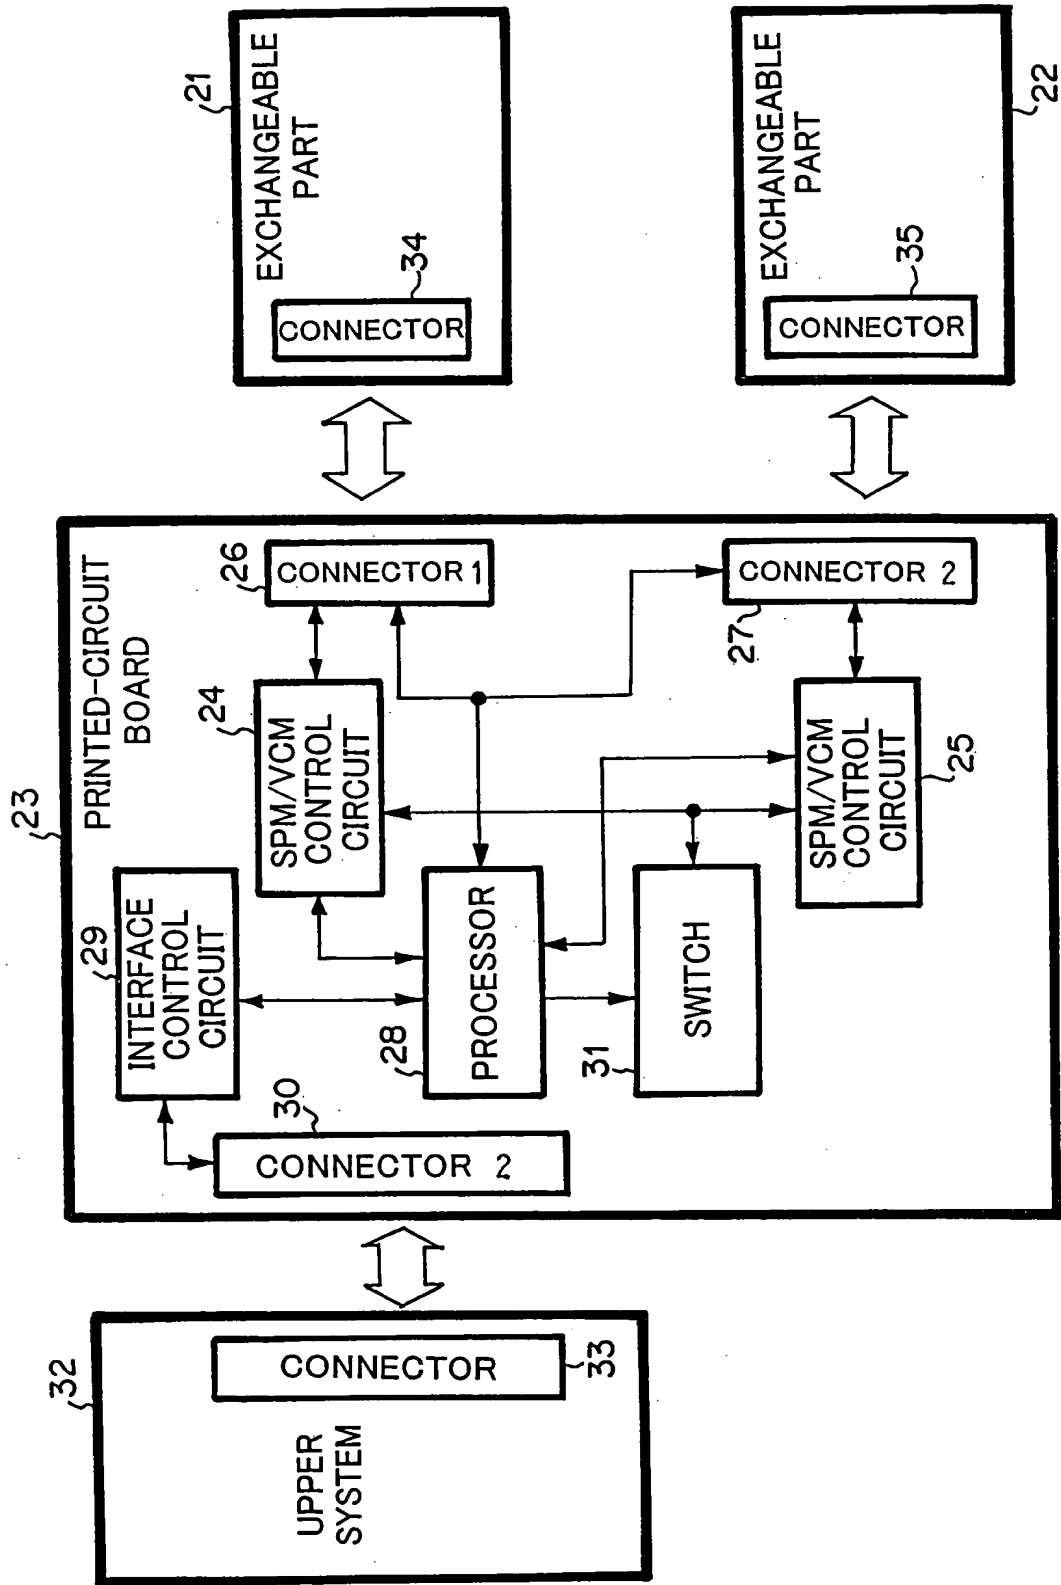 32
UPPER
SYSTEM
CONNECTOR
33
23
PRINTED-CIRCUIT
BOARD
29
INTERFACE
CONTROL
CIRCUIT
30
CONNECTOR 2
24
SPM/VCM
CONTROL
CIRCUIT
26
CONNECTOR 1
28
PROCESSOR
31
SWITCH
27
CONNECTOR 2
SPM/VCM
CONTROL
CIRCUIT
25
21
EXCHANGEABLE
PART
34
CONNECTOR
EXCHANGEABLE
PART
22
35
CONNECTOR